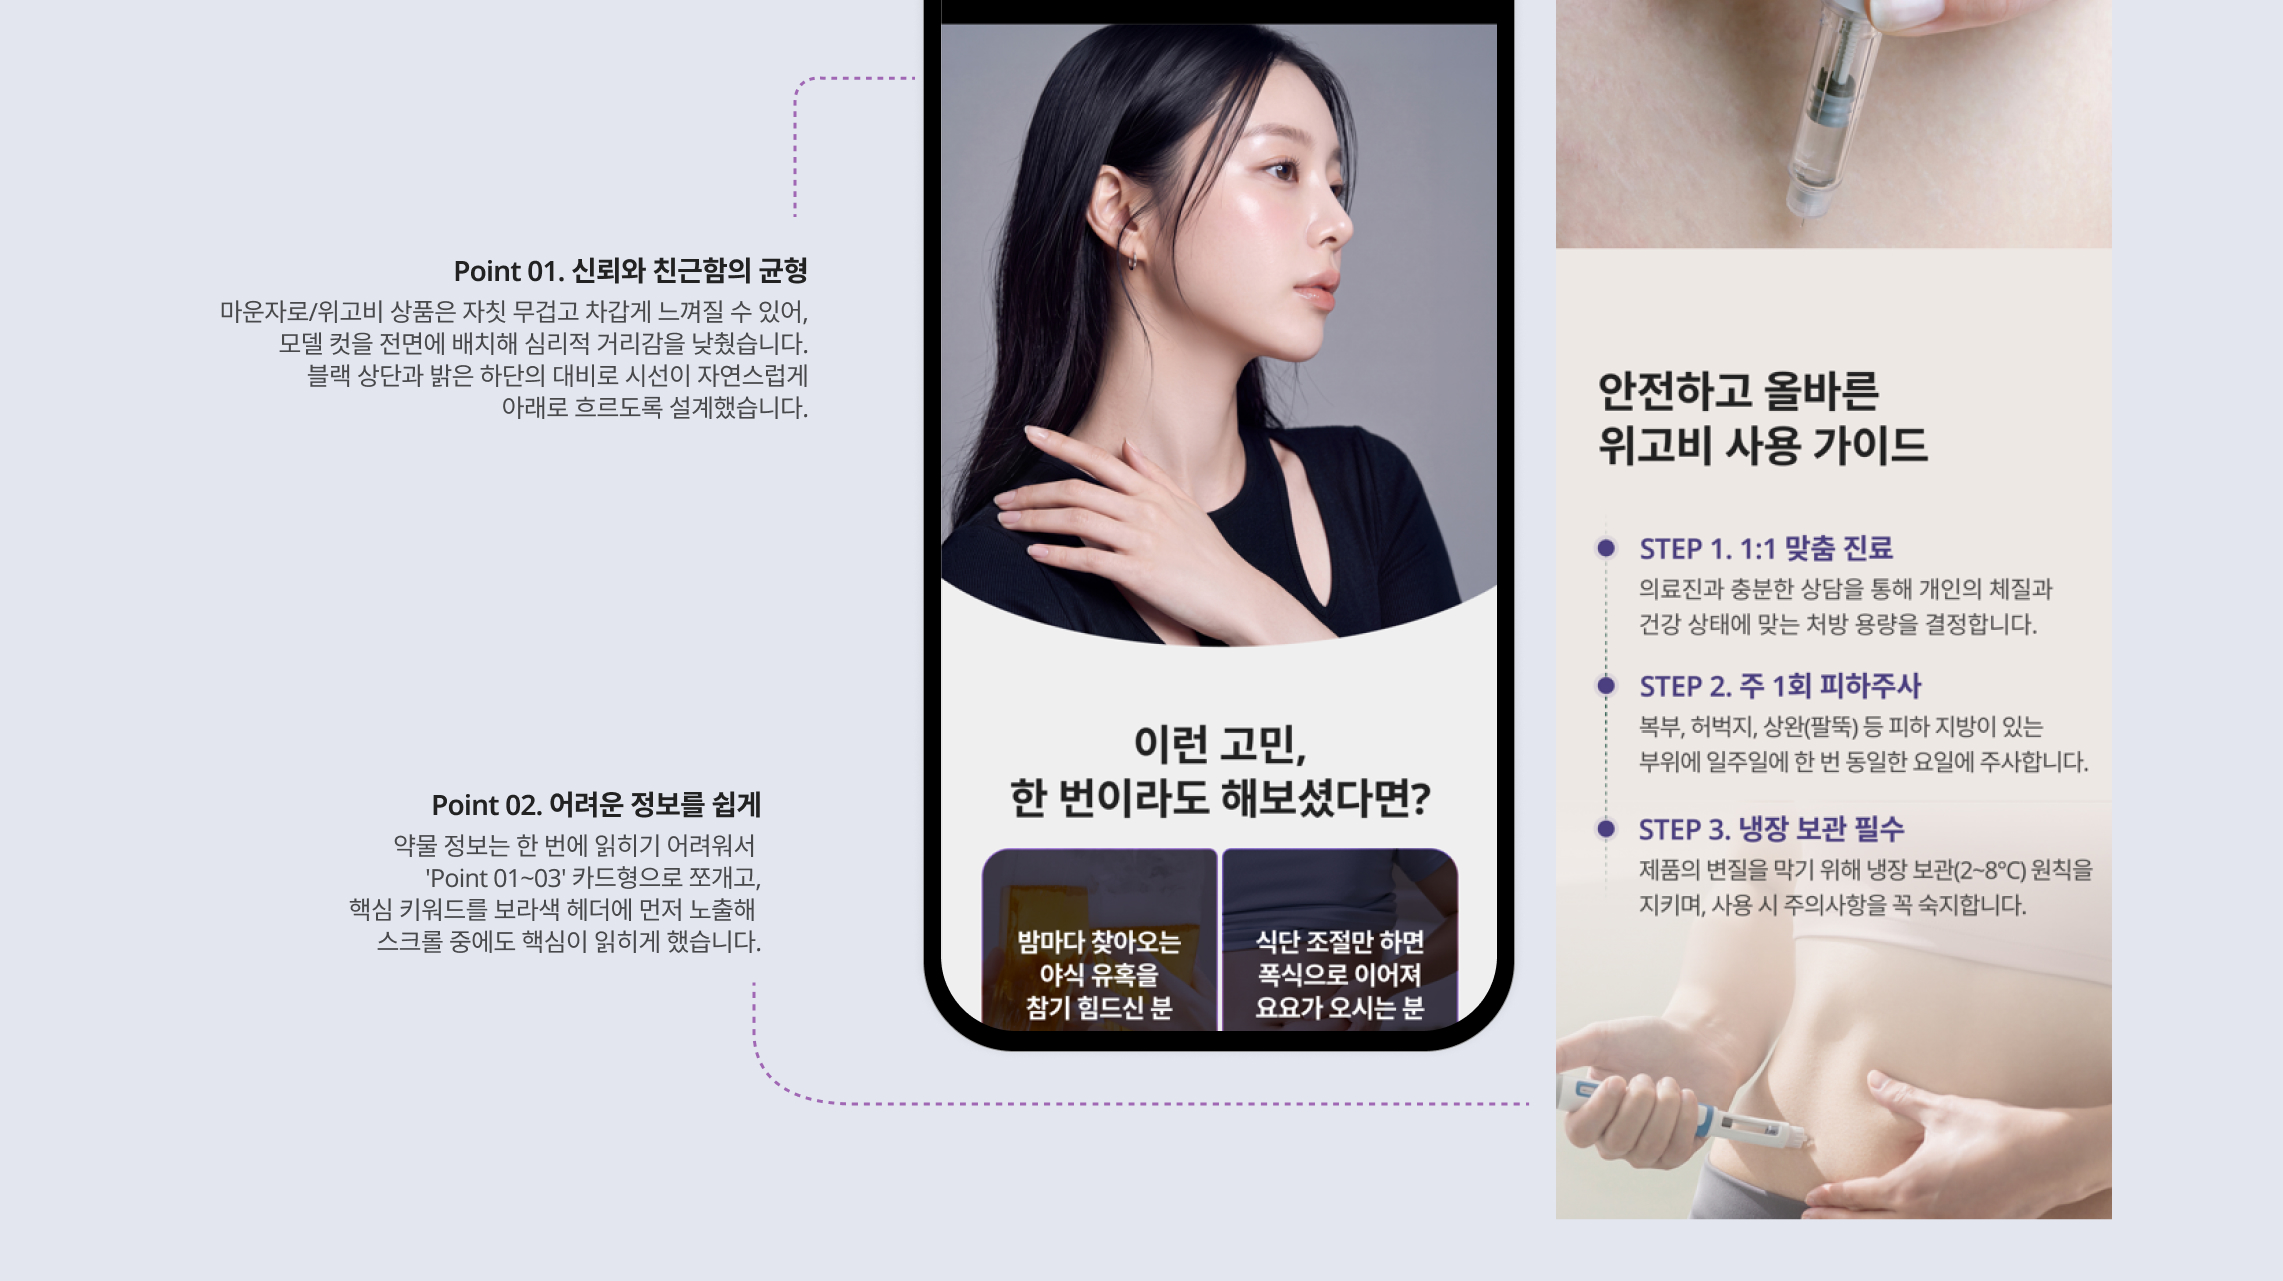 Point 01. 신뢰와 친근함의 균형
마운자로/위고비 상품은 자칫 무겁고 차갑게 느껴질 수 있어,
모델 컷을 전면에 배치해 심리적 거리감을 낮췄습니다.
블랙 상단과 밝은 하단의 대비로 시선이 자연스럽게
아래로 흐르도록 설계했습니다.
Point 02. 어려운 정보를 쉽게
약물 정보는 한 번에 읽히기 어려워서
'Point 01~03' 카드형으로 쪼개고,
핵심 키워드를 보라색 헤더에 먼저 노출해
스크롤 중에도 핵심이 읽히게 했습니다.
이런 고민,
한 번이라도 해보셨다면?
밤마다 찾아오는
야식 유혹을
참기 힘드신 분
식단 조절만 하면
폭식으로 이어져
요요가 오시는 분
안전하고 올바른
위고비 사용 가이드
STEP 1. 1:1 맞춤 진료
의료진과 충분한 상담을 통해 개인의 체질과
건강 상태에 맞는 처방 용량을 결정합니다.
STEP 2. 주 1회 피하주사
복부, 허벅지, 상완(팔뚝) 등 피하 지방이 있는
부위에 일주일에 한 번 동일한 요일에 주사합니다.
STEP 3. 냉장 보관 필수
제품의 변질을 막기 위해 냉장 보관(2~8℃) 원칙을
지키며, 사용 시 주의사항을 꼭 숙지합니다.